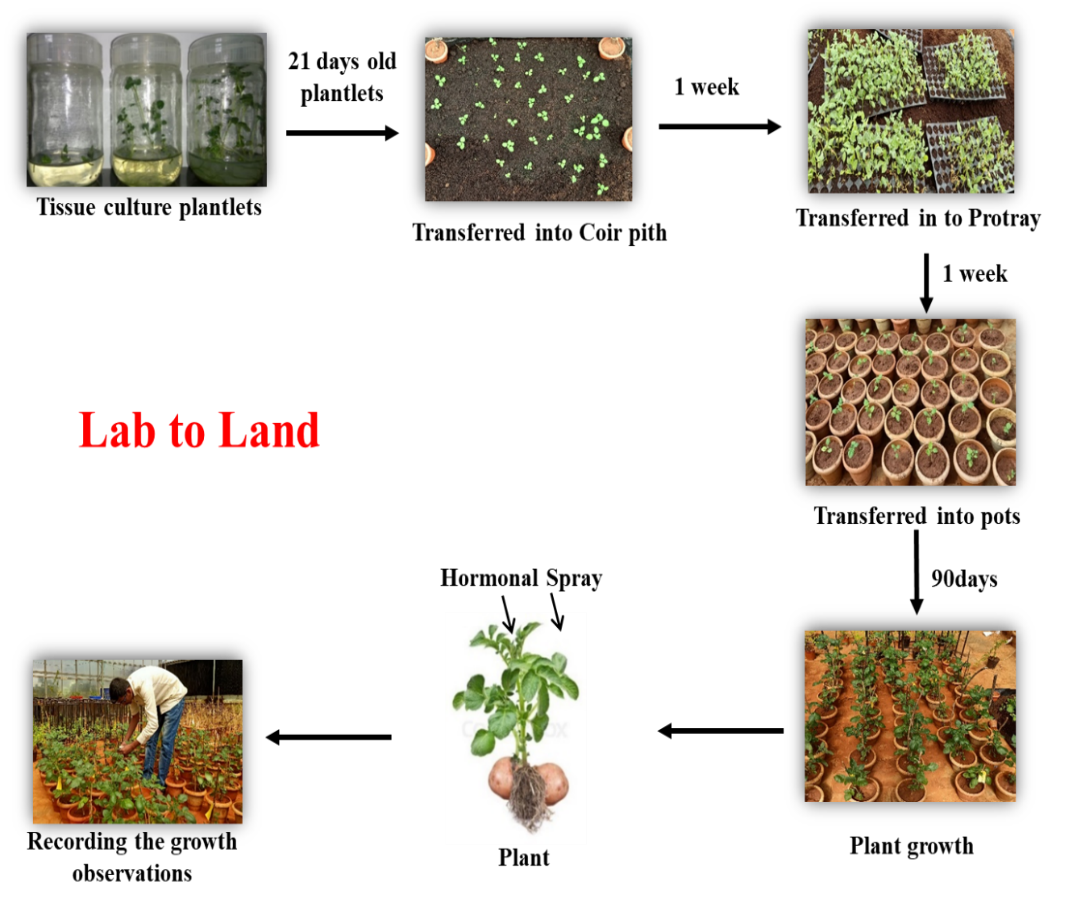 21 days old
plantlets
1 week
Tissue culture plantlets
Transferred into Coir pith
Transferred in to Protray
1 week
Lab to Land
Transferred into pots
90days
Hormonal Spray
Recording the growth
observations
Plant
Plant growth